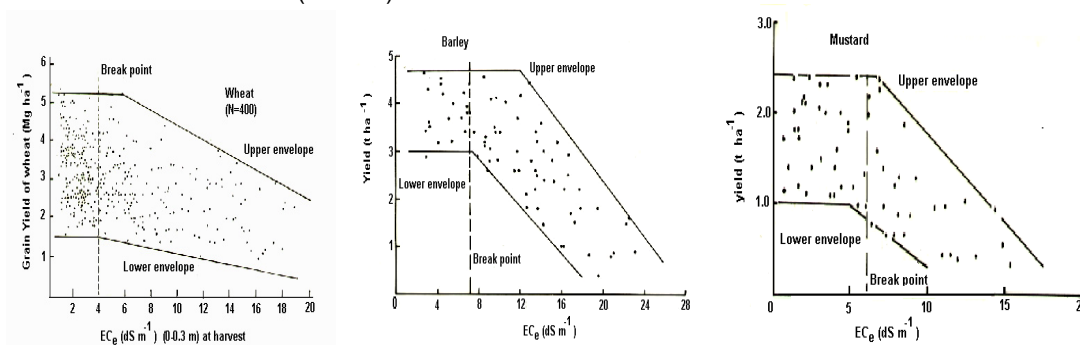 Grain Yield of wheat (Mg ha⁻¹)
6
5
4
3
2
1
Break point
Wheat
(N=400)
Upper envelope
Lower envelope
2 4 6 8 10 12 14 16 18 20
ECe (dS m⁻¹) (0-0.3 m) at harvest
Barley
Yield (t ha⁻¹)
5
4
3
2
1
Upper envelope
Lower envelope
Break point
0 4 8 12 16 20 24 28
ECe (dS m⁻¹)
Mustard
yield (t ha⁻¹)
3.0
2.0
1.0
Upper envelope
Lower envelope
Break point
0 5 10 15
ECe (dS m⁻¹)